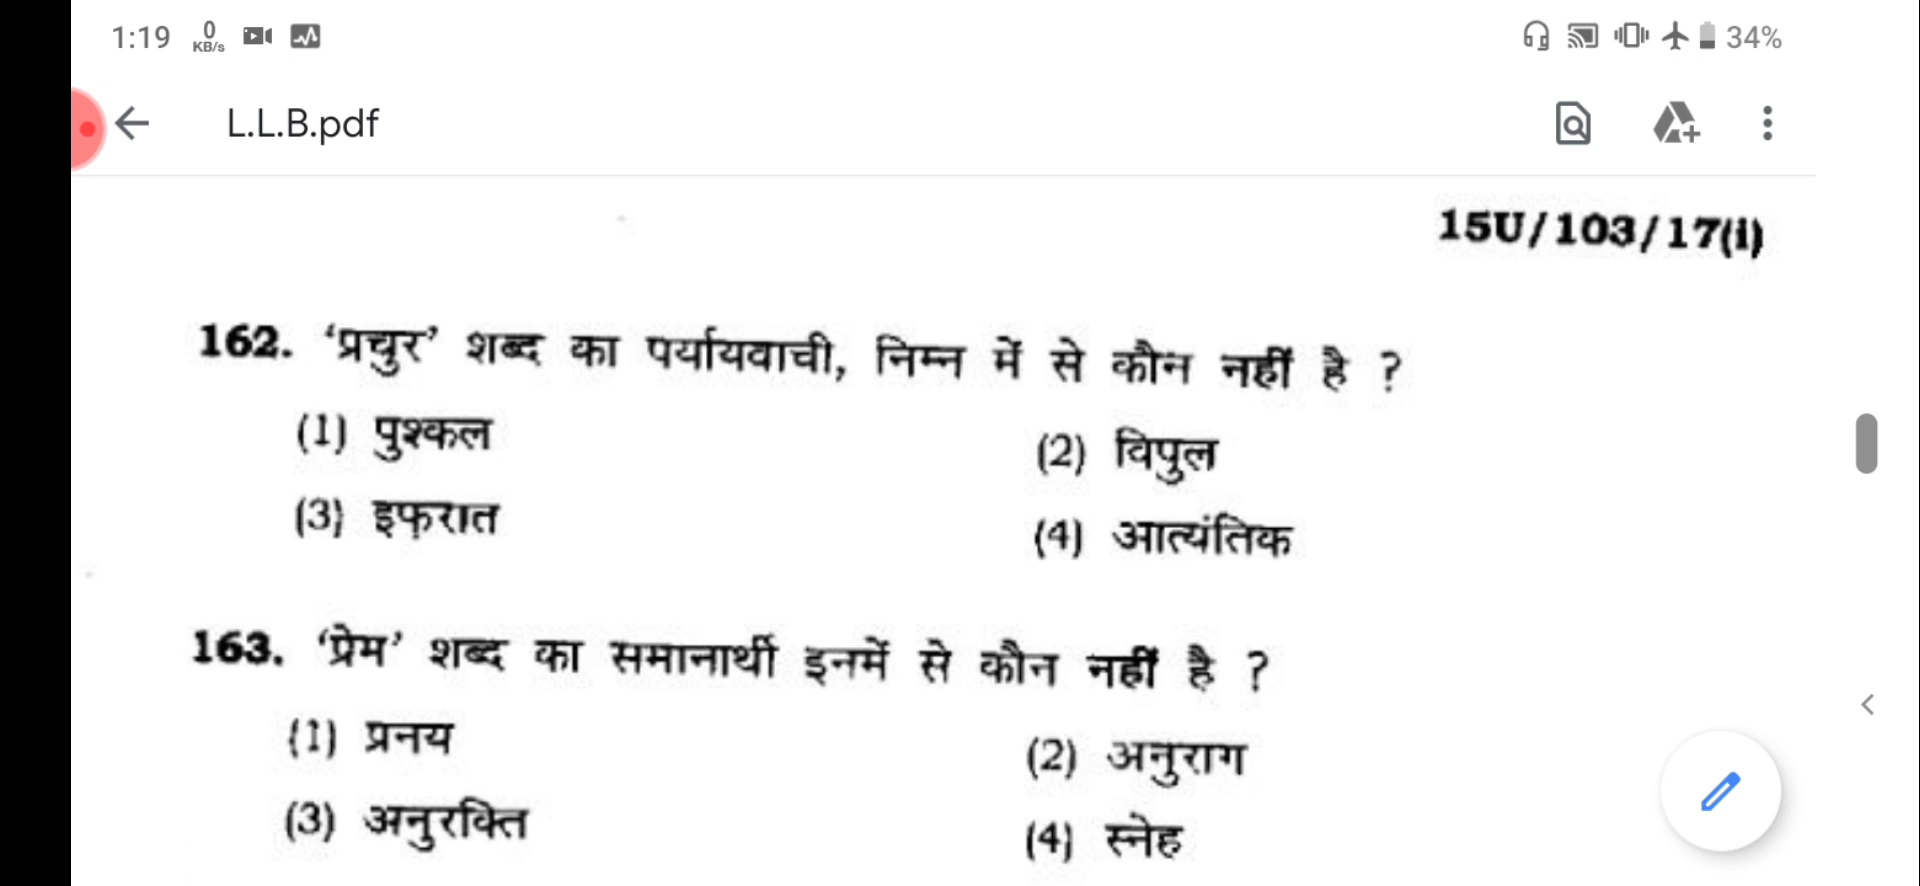 1:19 0 KB/s 34%
L.L.B.pdf
15U/103/17(i)
162. ‘प्रचुर’ शब्द का पर्यायवाची, निम्न में से कौन नहीं है ?
(1) पुश्कल (2) विपुल
(3) इफ़रात (4) आत्यंतिक
163. ‘प्रेम’ शब्द का समानार्थी इनमें से कौन नहीं है ?
(1) प्रनय (2) अनुराग
(3) अनुरक्ति (4) स्नेह